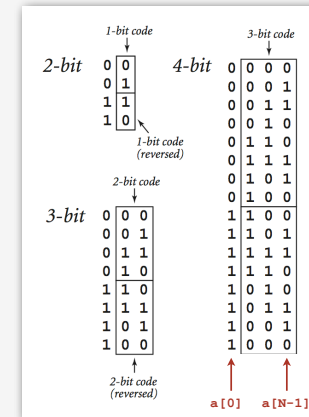 1-bit code
2-bit
0 0
0 1
1 1
1 0
1-bit code
(reversed)
2-bit code
3-bit
0 0 0
0 0 1
0 1 1
0 1 0
1 1 0
1 1 1
1 0 1
1 0 0
2-bit code
(reversed)
3-bit code
4-bit
0 0 0 0
0 0 0 1
0 0 1 1
0 0 1 0
0 1 1 0
0 1 1 1
0 1 0 1
0 1 0 0
1 1 0 0
1 1 0 1
1 1 1 1
1 1 1 0
1 0 1 0
1 0 1 1
1 0 0 1
1 0 0 0
a[0] a[N-1]